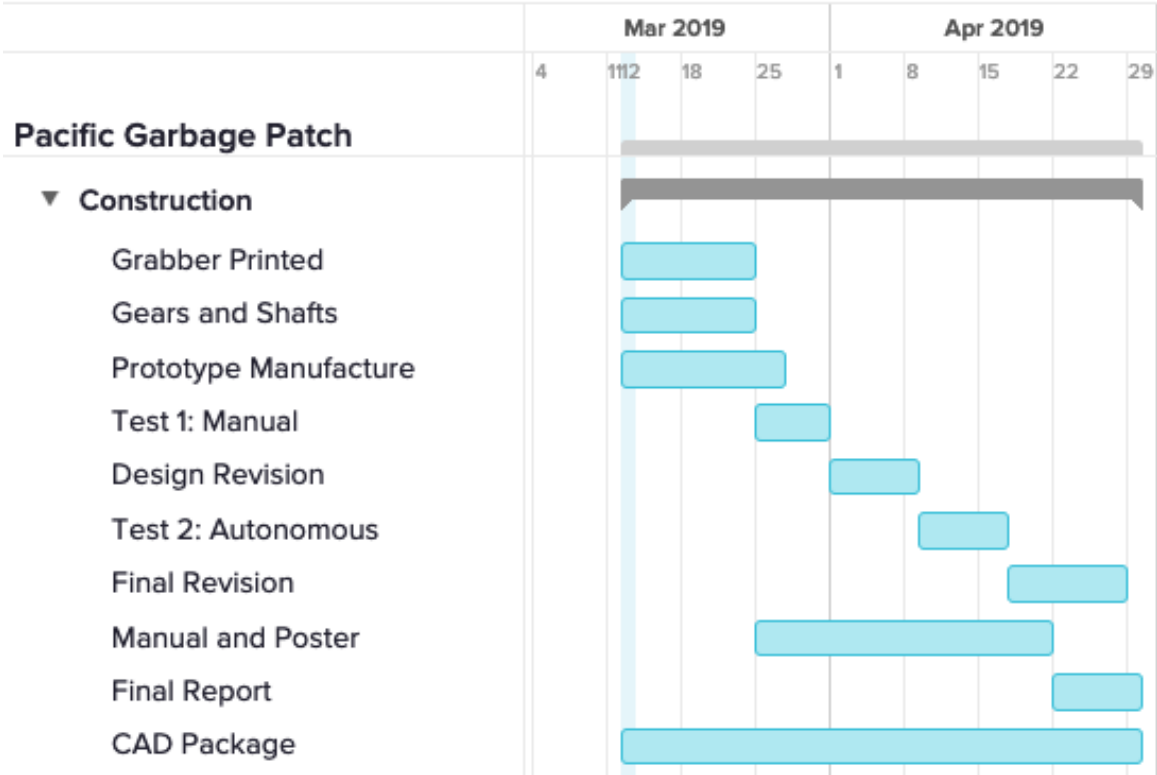 Mar 2019 Apr 2019
4 11 12 18 25 1 8 15 22 29
Pacific Garbage Patch
Construction
Grabber Printed
Gears and Shafts
Prototype Manufacture
Test 1: Manual
Design Revision
Test 2: Autonomous
Final Revision
Manual and Poster
Final Report
CAD Package